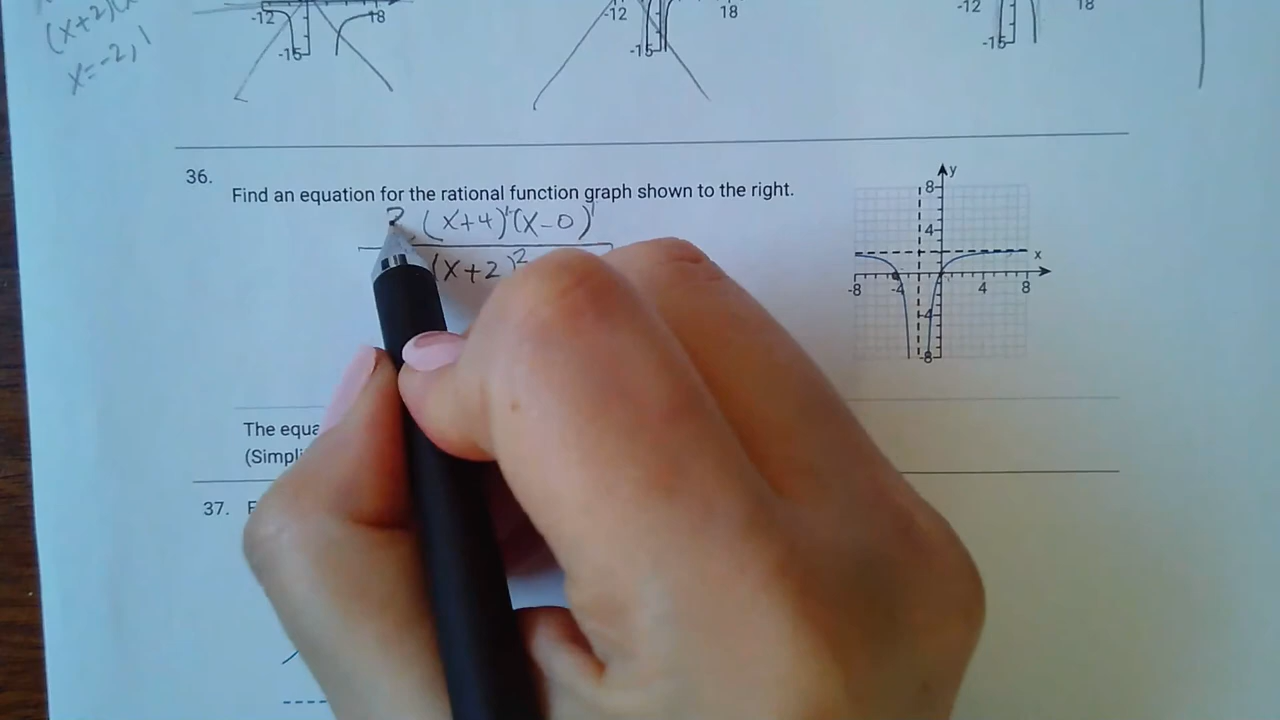 (x+2)(x
x=-2, 1
-12 18
-15
-12 18
-15
-12 18
-15
36.
Find an equation for the rational function graph shown to the right.
? (x+4)¹(x-0)¹
(x+2)²
y
8
4
x
-8 -4 4 8
-4
-8
The equa
(Simpli
37. F